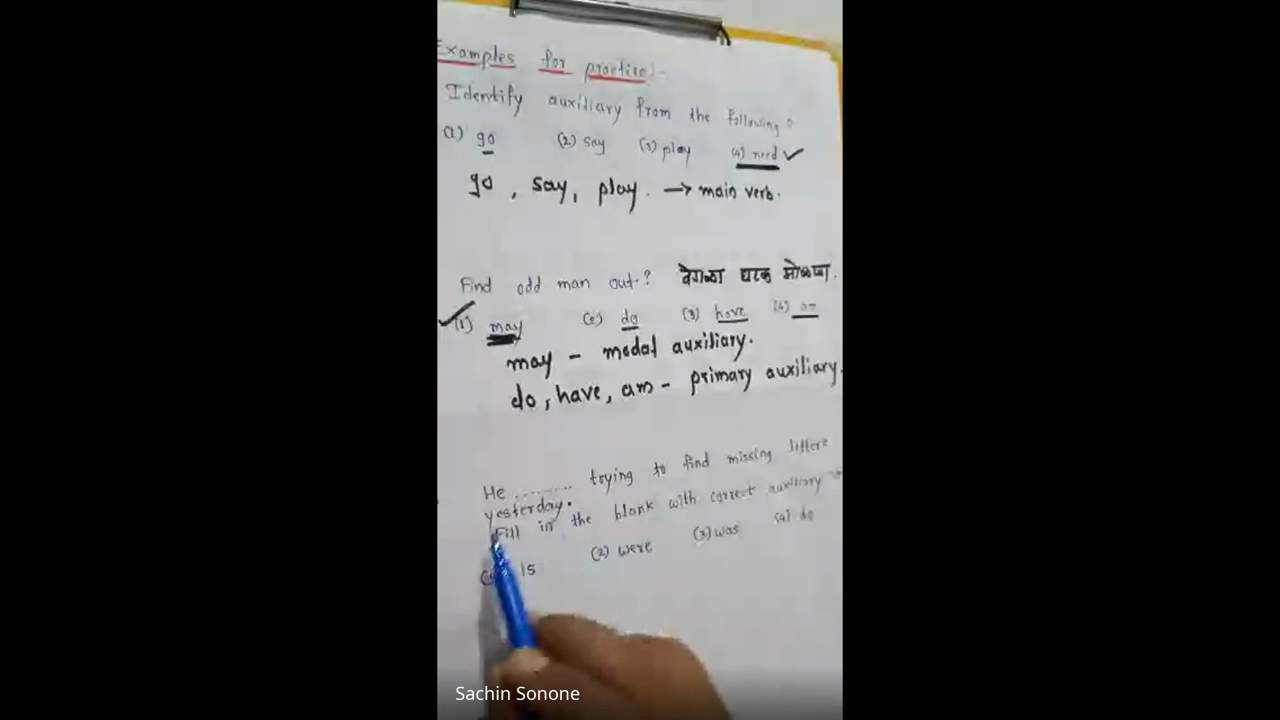 Examples for practice:-
Identify auxiliary from the following?
(1) go (2) say (3) play (4) need ✓
go, say, play. → main verb.
Find odd man out-? वेगळा घटक ओळखा.
(1) may (2) do (3) have (4) am
may - modal auxiliary.
do, have, am - primary auxiliary.
He ......... trying to find missing
yesterday.
Fill in the blank with correct auxiliary
is (2) were (3) was (4) do
Sachin Sonone